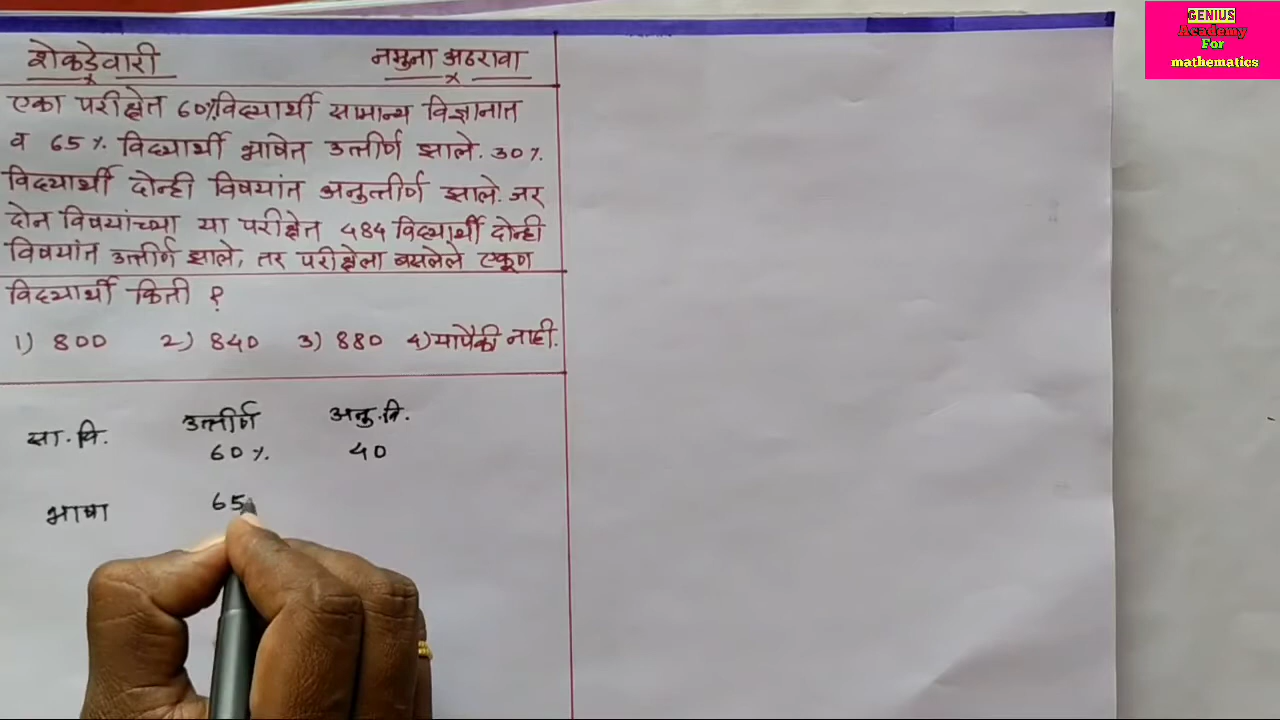 शेकडेवारी नमुना अठरावा
एका परीक्षेत 60% विद्यार्थी सामान्य विज्ञानात
व 65% विद्यार्थी भाषेत उत्तीर्ण झाले. 30%
विद्यार्थी दोन्ही विषयांत अनुत्तीर्ण झाले. जर
दोन विषयांच्या या परीक्षेत 484 विद्यार्थी दोन्ही
विषयांत उत्तीर्ण झाले, तर परीक्षेला बसलेले एकूण
विद्यार्थी किती ?
1) 800 2) 840 3) 880 4) यापैकी नाही.
उत्तीर्ण अनु.ति.
सा.वि. 60% 40
भाषा 65
GENIUS
Academy
For
mathematics